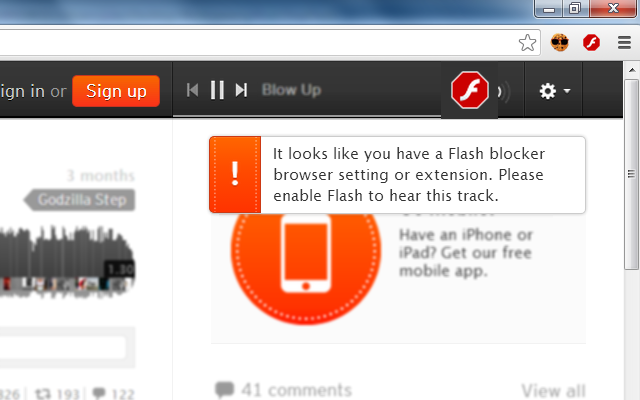 ign in or Sign up
Blow Up
It looks like you have a Flash blocker
browser setting or extension. Please
enable Flash to hear this track.
3 months
Godzilla Step
Have an iPhone or
iPad? Get our free
mobile app.
1.30
326 193 122
41 comments View all